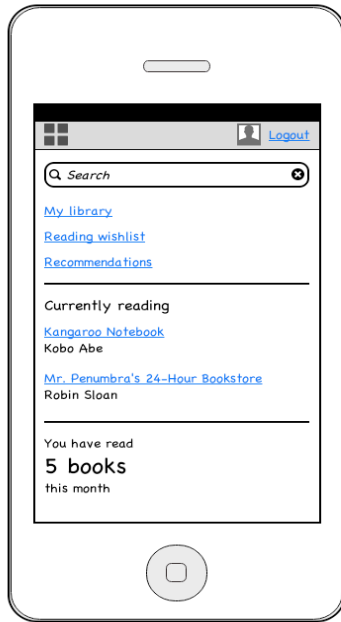 Logout
Search
My library
Reading wishlist
Recommendations
Currently reading
Kangaroo Notebook
Kobo Abe
Mr. Penumbra's 24-Hour Bookstore
Robin Sloan
You have read
5 books
this month